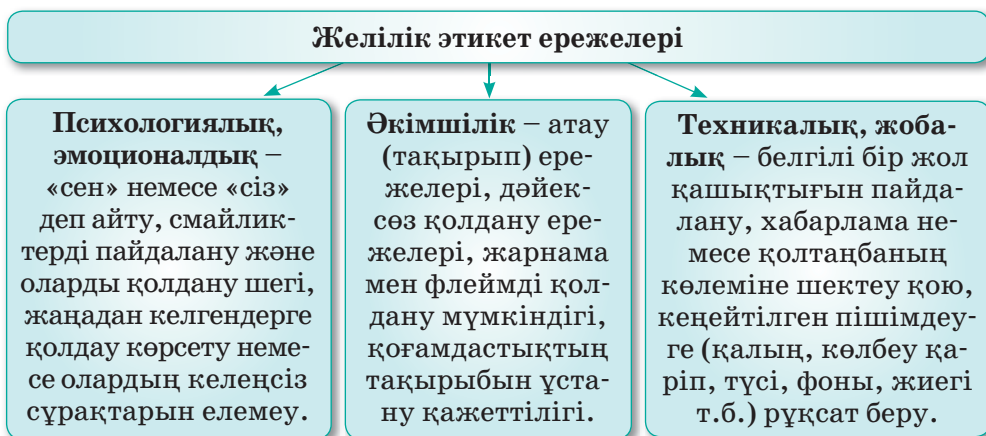 Желілік этикет ережелері
Психологиялық,
эмоционалдық –
«сен» немесе «сіз»
деп айту, смайлик-
терді пайдалану және
оларды қолдану шегі,
жаңадан келгендерге
қолдау көрсету неме-
се олардың келеңсіз
сұрақтарын елемеу.
Әкімшілік – атау
(тақырып) ере-
желері, дәйек-
сөз қолдану ере-
желері, жарнама
мен флеймді қол-
дану мүмкіндігі,
қоғамдастықтың
тақырыбын ұста-
ну қажеттілігі.
Техникалық, жоба-
лық – белгілі бір жол
қашықтығын пайда-
лану, хабарлама не-
месе қолтаңбаның
көлеміне шектеу қою,
кеңейтілген пішімдеу-
ге (қалың, көлбеу қа-
ріп, түсі, фоны, жиегі
т.б.) рұқсат беру.